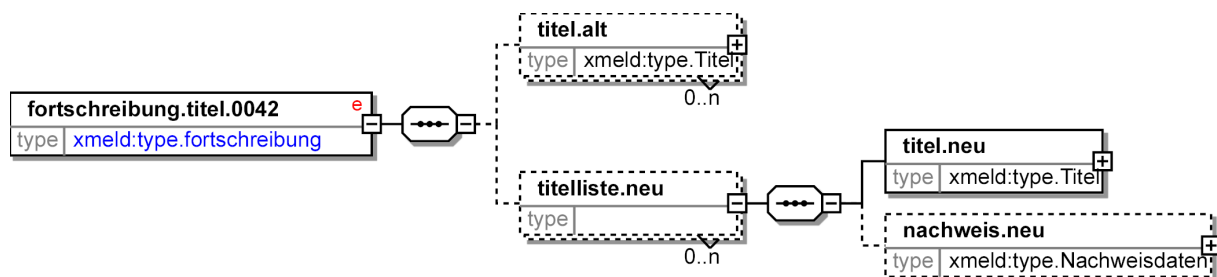 titel.alt
type xmeld:type.Titel
0..n
fortschreibung.titel.0042 e
type xmeld:type.fortschreibung
titel.neu
type xmeld:type.Titel
titelliste.neu
type
0..n
nachweis.neu
type xmeld:type.Nachweisdaten